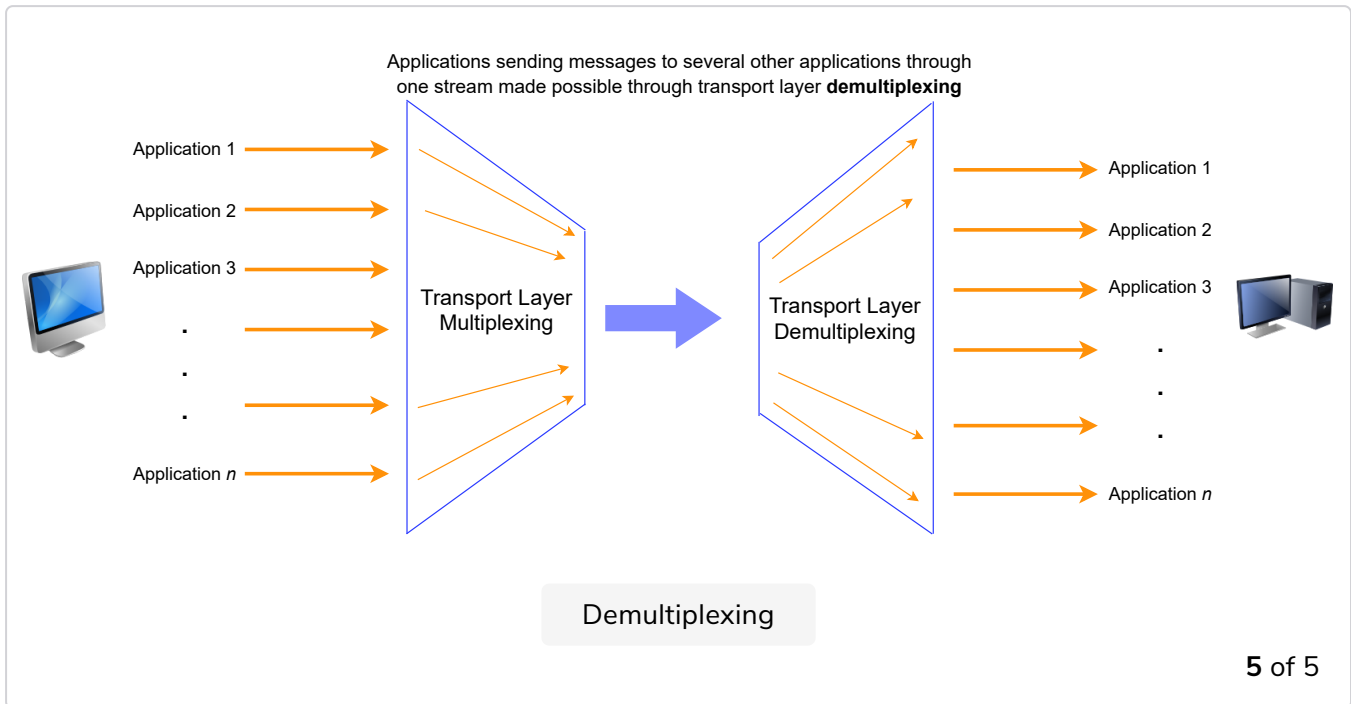 Applications sending messages to several other applications through
one stream made possible through transport layer demultiplexing
Application 1
Application 2
Application 3
.
.
.
Application n
Transport Layer
Multiplexing
Transport Layer
Demultiplexing
Application 1
Application 2
Application 3
.
.
.
Application n
Demultiplexing
5 of 5